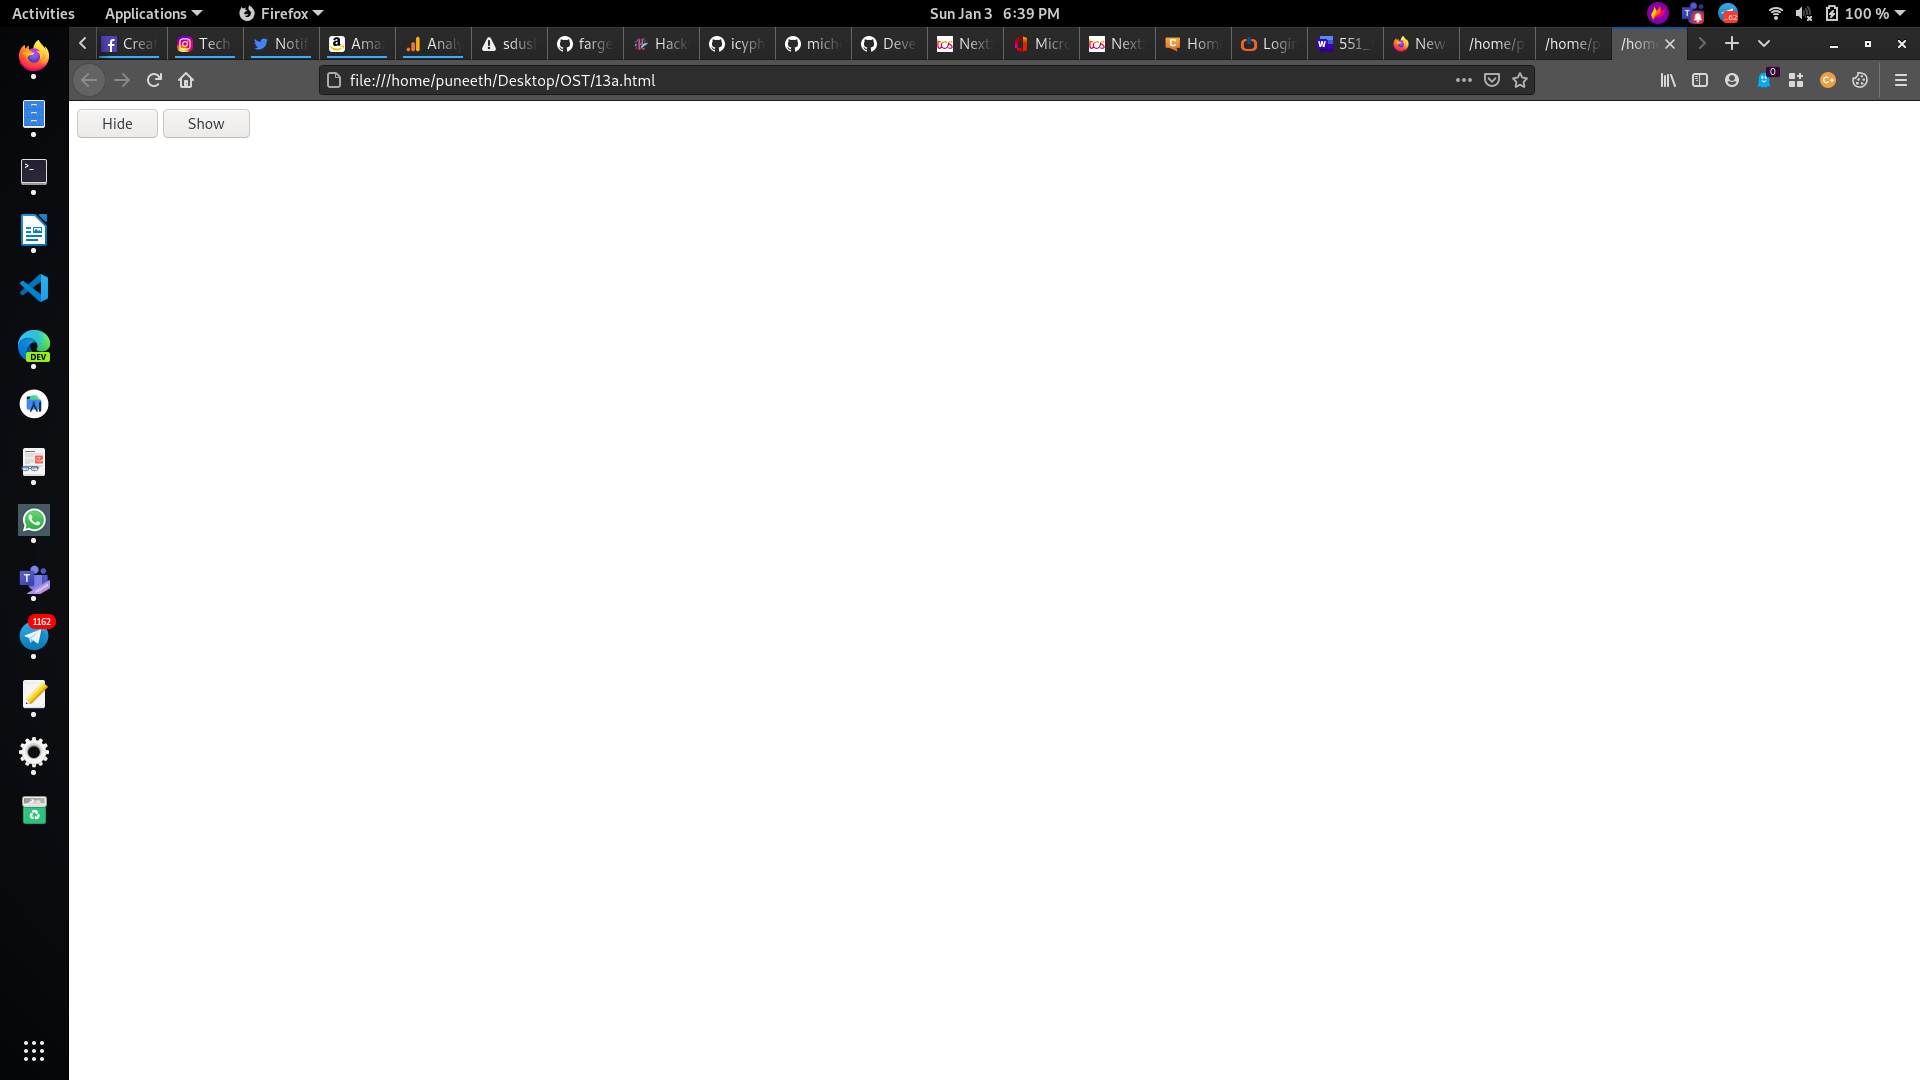 Activities Applications Firefox Sun Jan 3 6:39 PM 62 100 %
Crea Tech Notif Ama Analy sdus farge Hack icyph mich Deve Next Micro Next Hom Login 551_ New /home/p /home/p /hom
file:///home/puneeth/Desktop/OST/13a.html 0
Hide Show
DEV
1162